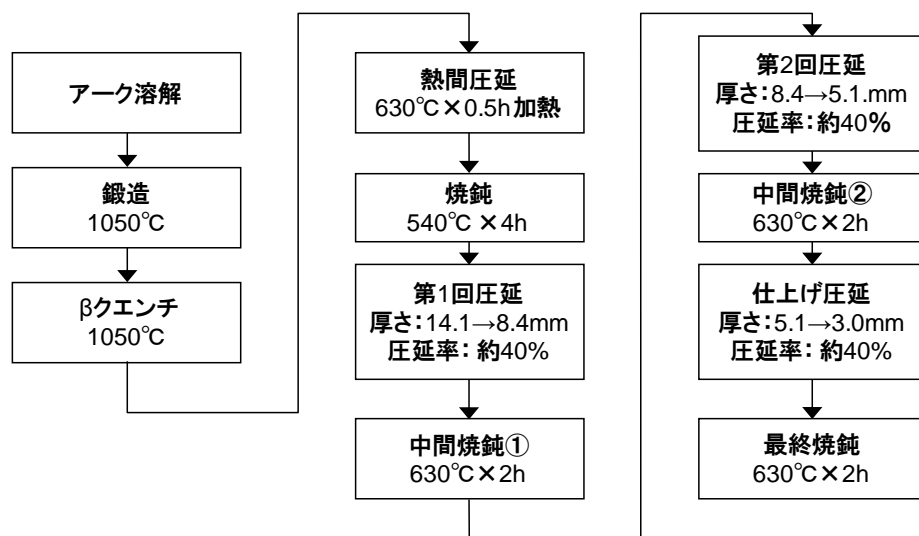 アーク溶解
鍛造
1050℃
βクエンチ
1050℃
熱間圧延
630℃×0.5h加熱
焼鈍
540℃×4h
第1回圧延
厚さ:14.1→8.4mm
圧延率:約40%
中間焼鈍①
630℃×2h
第2回圧延
厚さ:8.4→5.1.mm
圧延率:約40%
中間焼鈍②
630℃×2h
仕上げ圧延
厚さ:5.1→3.0mm
圧延率:約40%
最終焼鈍
630℃×2h